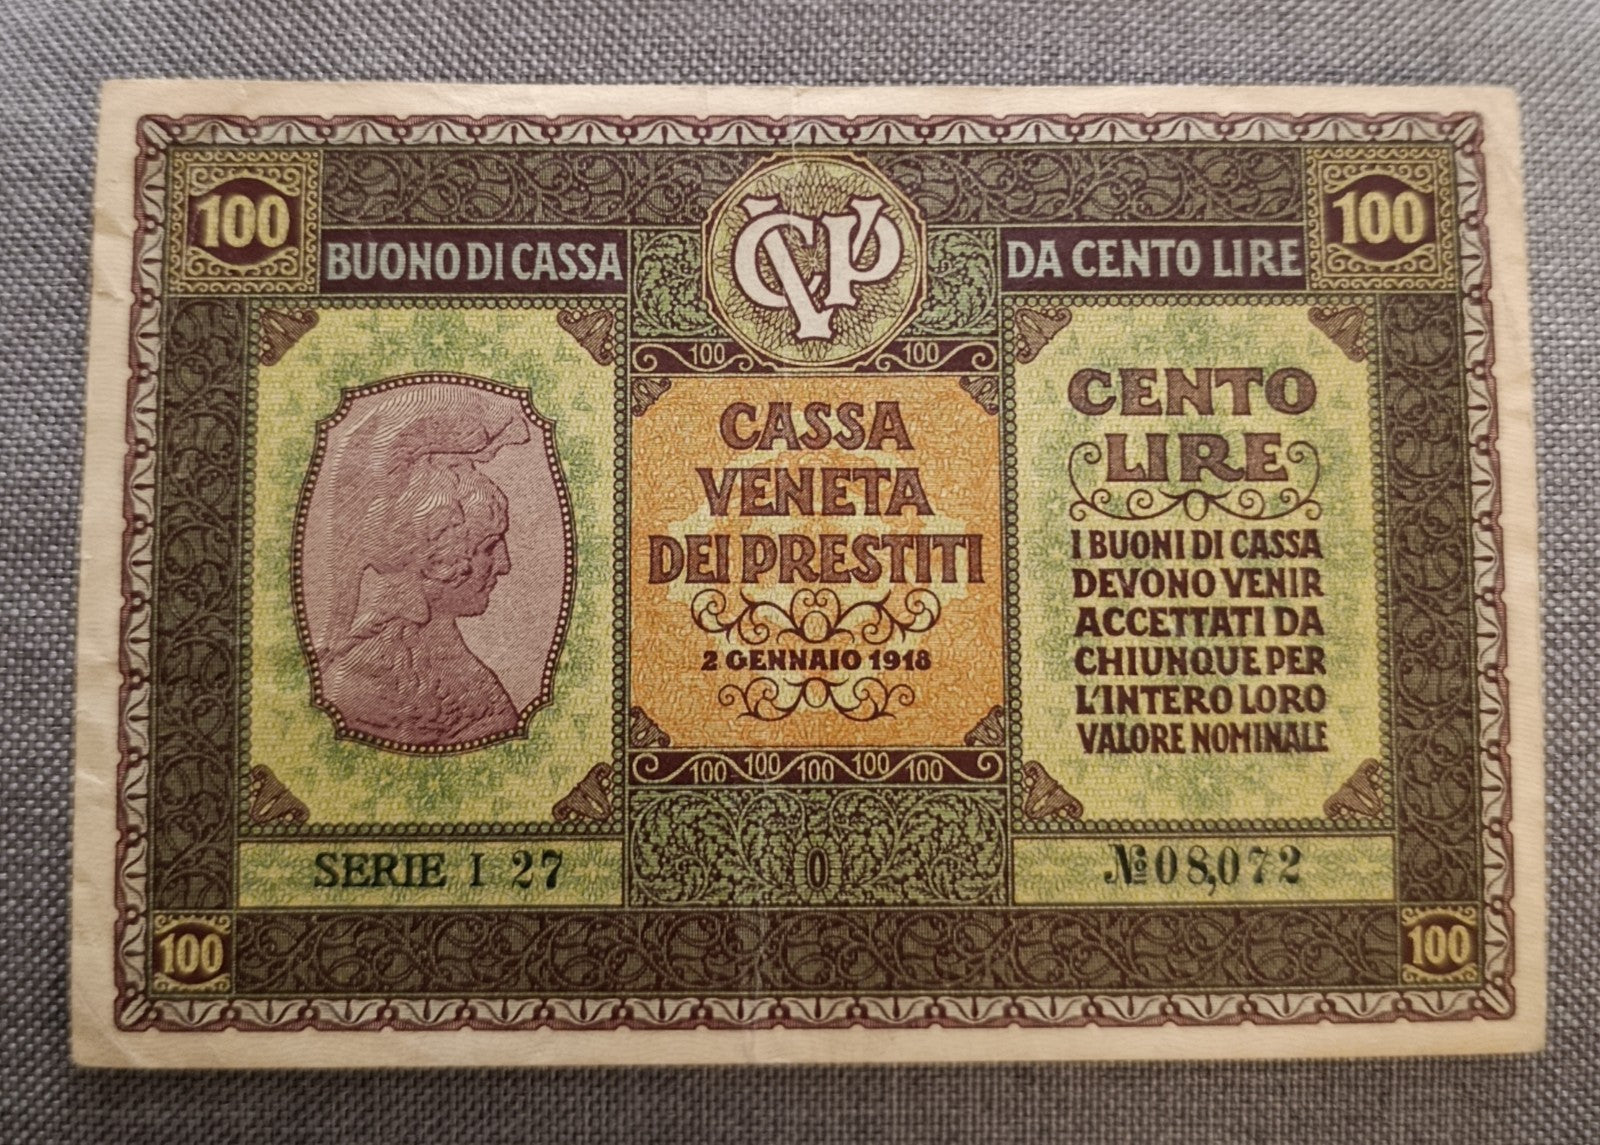 100
BUONO DI CASSA
CVP
DA CENTO LIRE
100
100 100
CASSA
VENETA
DEI PRESTITI
2 GENNAIO 1918
100 100 100 100 100
CENTO
LIRE
I BUONI DI CASSA
DEVONO VENIR
ACCETTATI DA
CHIUNQUE PER
L'INTERO LORO
VALORE NOMINALE
SERIE I 27
№ 08,072
100
100